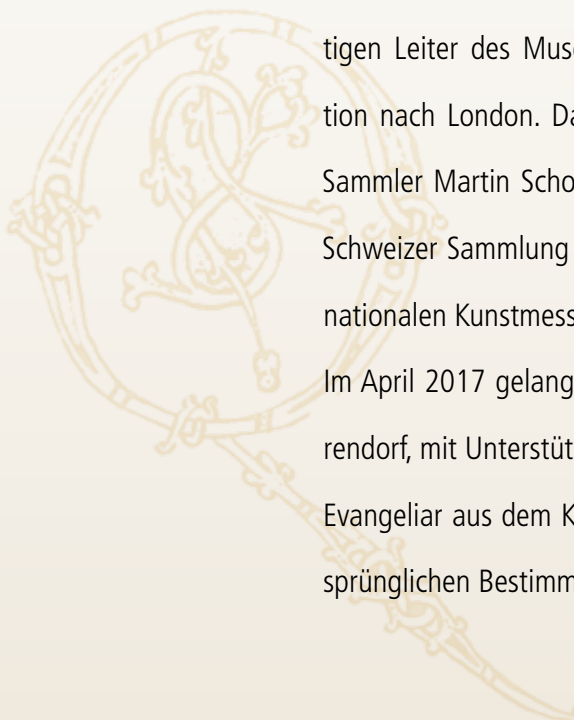 tigen Leiter des Mus
tion nach London. Da
Sammler Martin Scho
Schweizer Sammlung
nationalen Kunstmess
Im April 2017 gelang
rendorf, mit Unterstüt
Evangeliar aus dem K
sprünglichen Bestimm